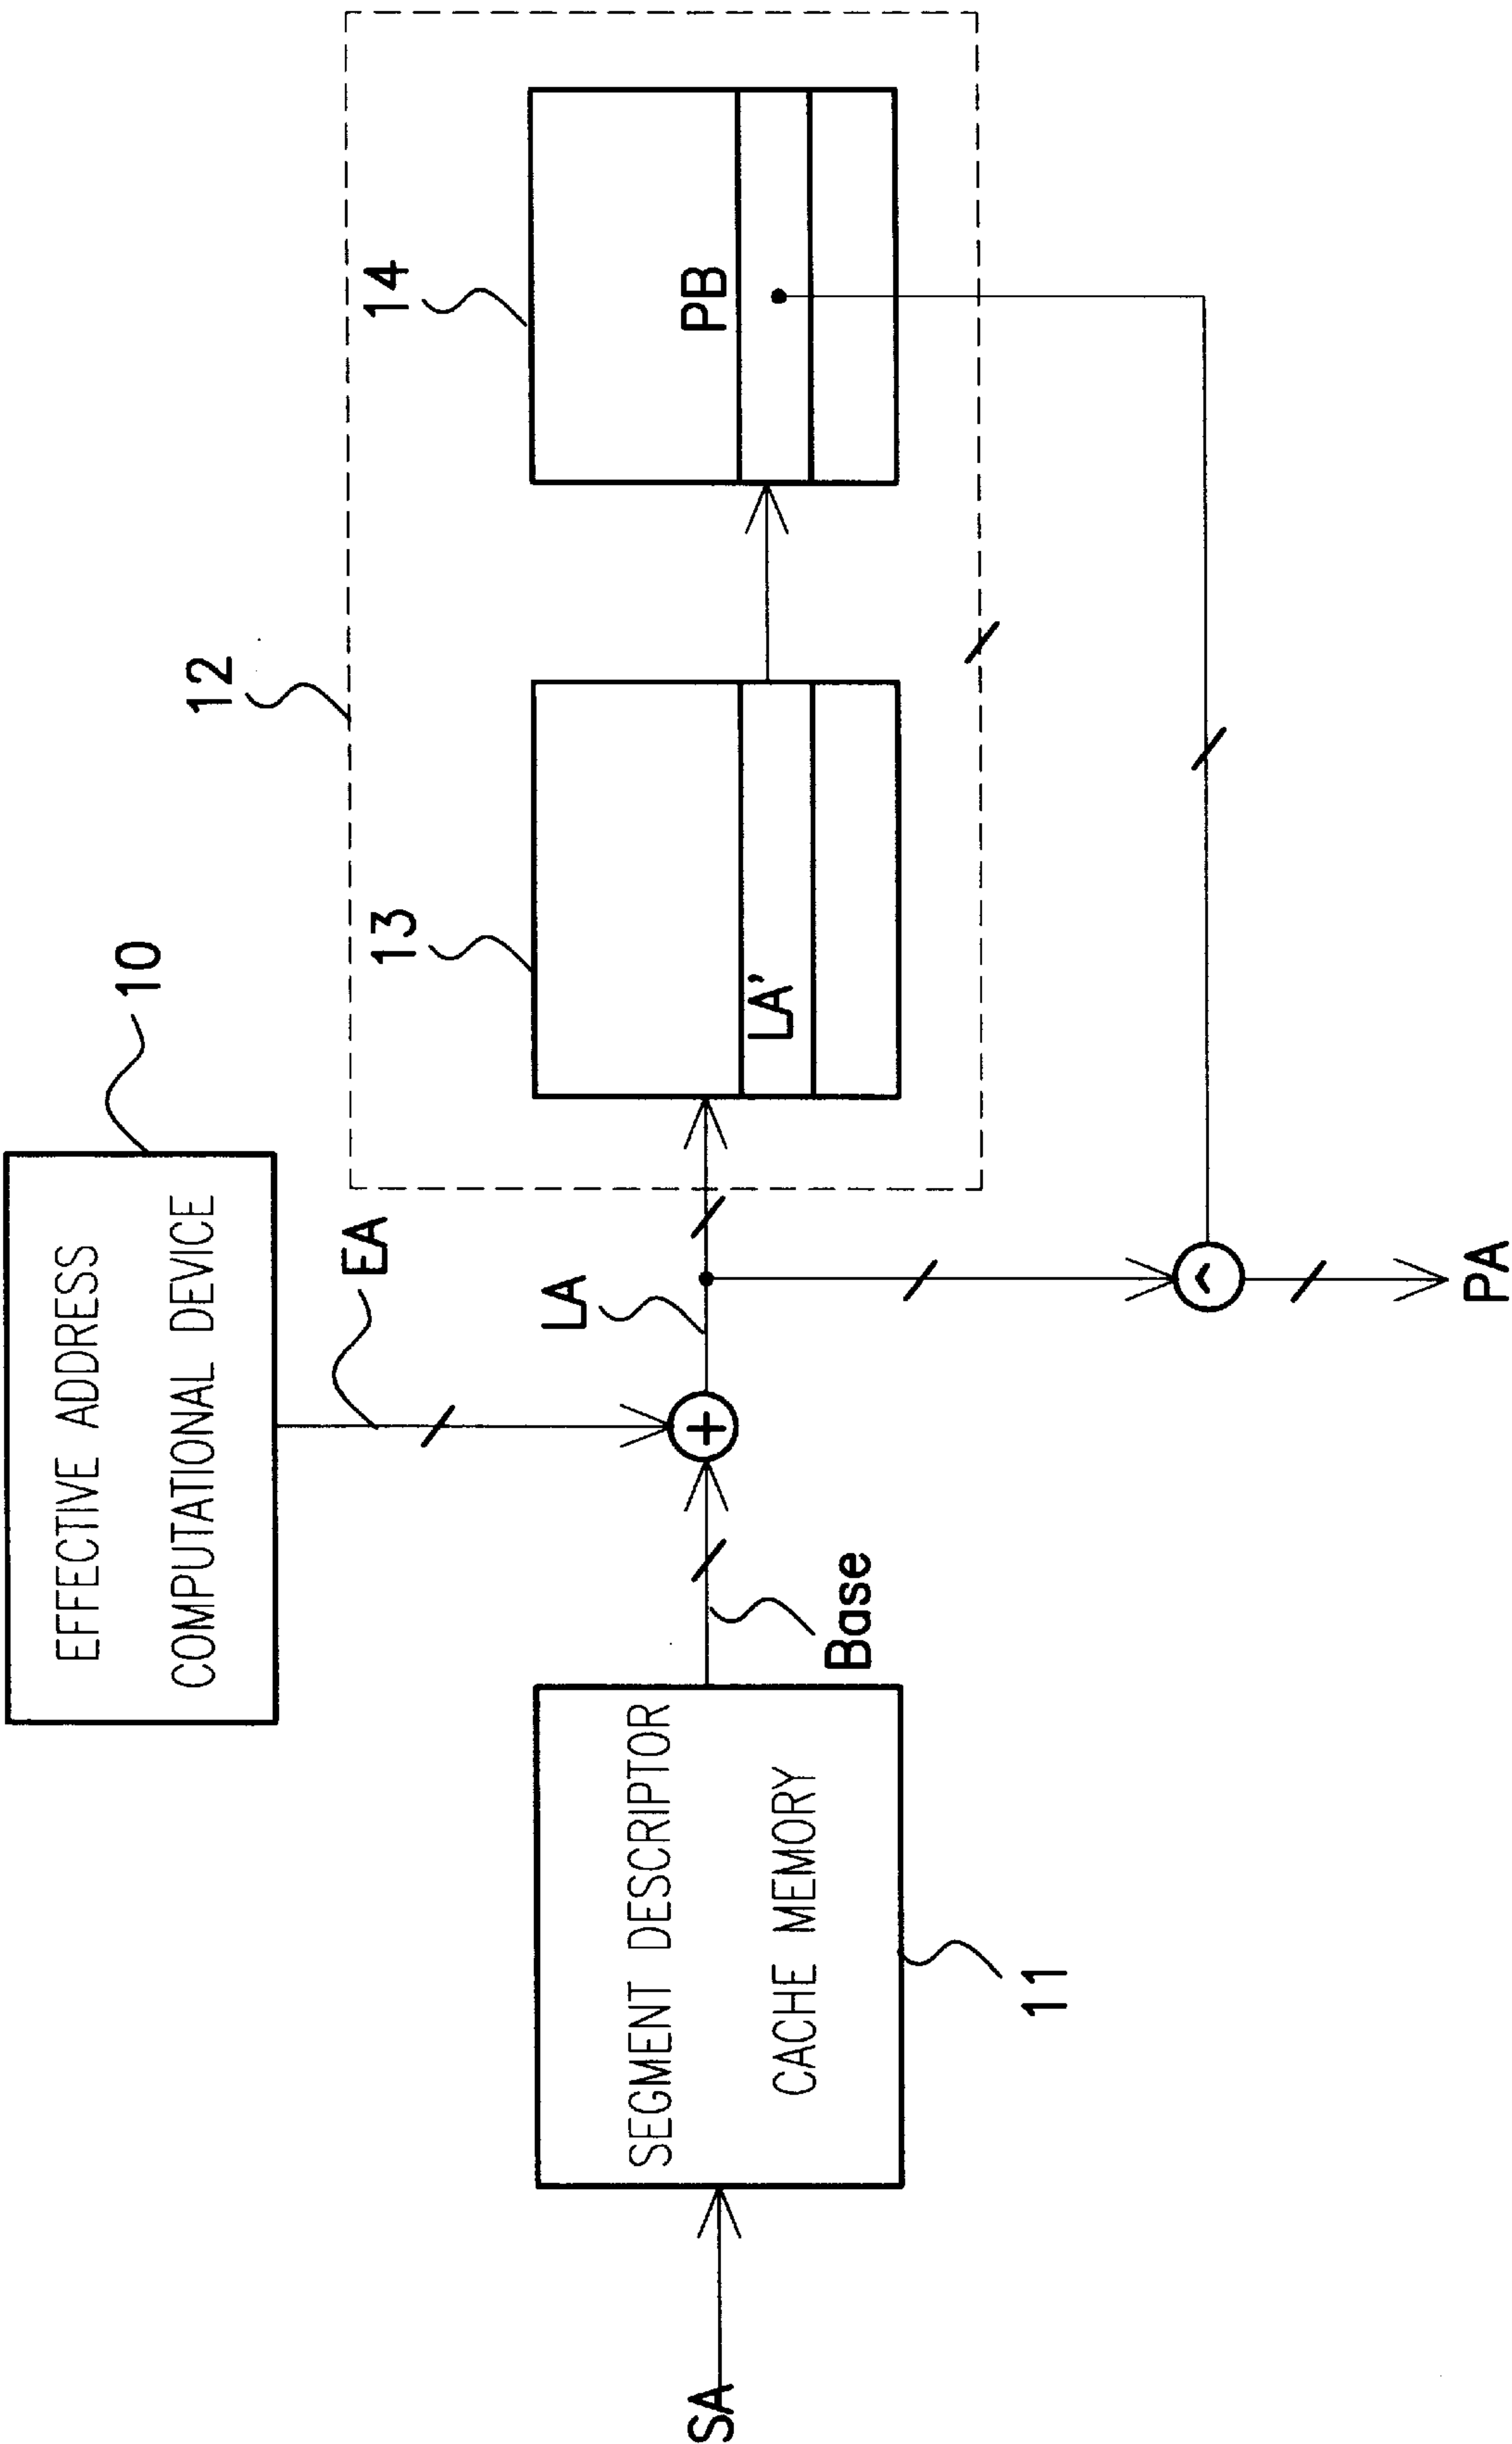 EFFECTIVE ADDRESS
COMPUTATIONAL DEVICE
10
EA
12
13
14
LA
LA'
PB
SA
SEGMENT DESCRIPTOR
CACHE MEMORY
11
Base
+
<
PA